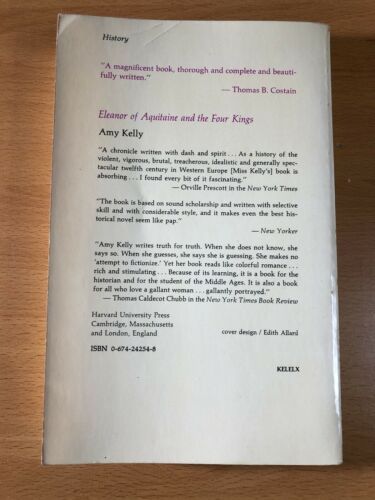 History
"A magnificent book, thorough and complete and beauti-
fully written."
— Thomas B. Costain
Eleanor of Aquitaine and the Four Kings
Amy Kelly
"A chronicle written with dash and spirit . . . As a history of the
violent, vigorous, brutal, treacherous, idealistic and generally spec-
tacular twelfth century in Western Europe [Miss Kelly's] book is
absorbing . . . I found every bit of it fascinating."
— Orville Prescott in the New York Times
"The book is based on sound scholarship and written with selective
skill and with considerable style, and it makes even the best his-
torical novel seem like pap."
— New Yorker
"Amy Kelly writes truth for truth. When she does not know, she
says so. When she guesses, she says she is guessing. She makes no
'attempt to fictionize.' Yet her book reads like colorful romance . . .
rich and stimulating . . . Because of its learning, it is a book for the
historian and for the student of the Middle Ages. It is also a book
for all who love a gallant woman . . . gallantly portrayed."
— Thomas Caldecot Chubb in the New York Times Book Review
Harvard University Press
Cambridge, Massachusetts
and London, England
cover design / Edith Allard
ISBN 0-674-24254-8
KELELX